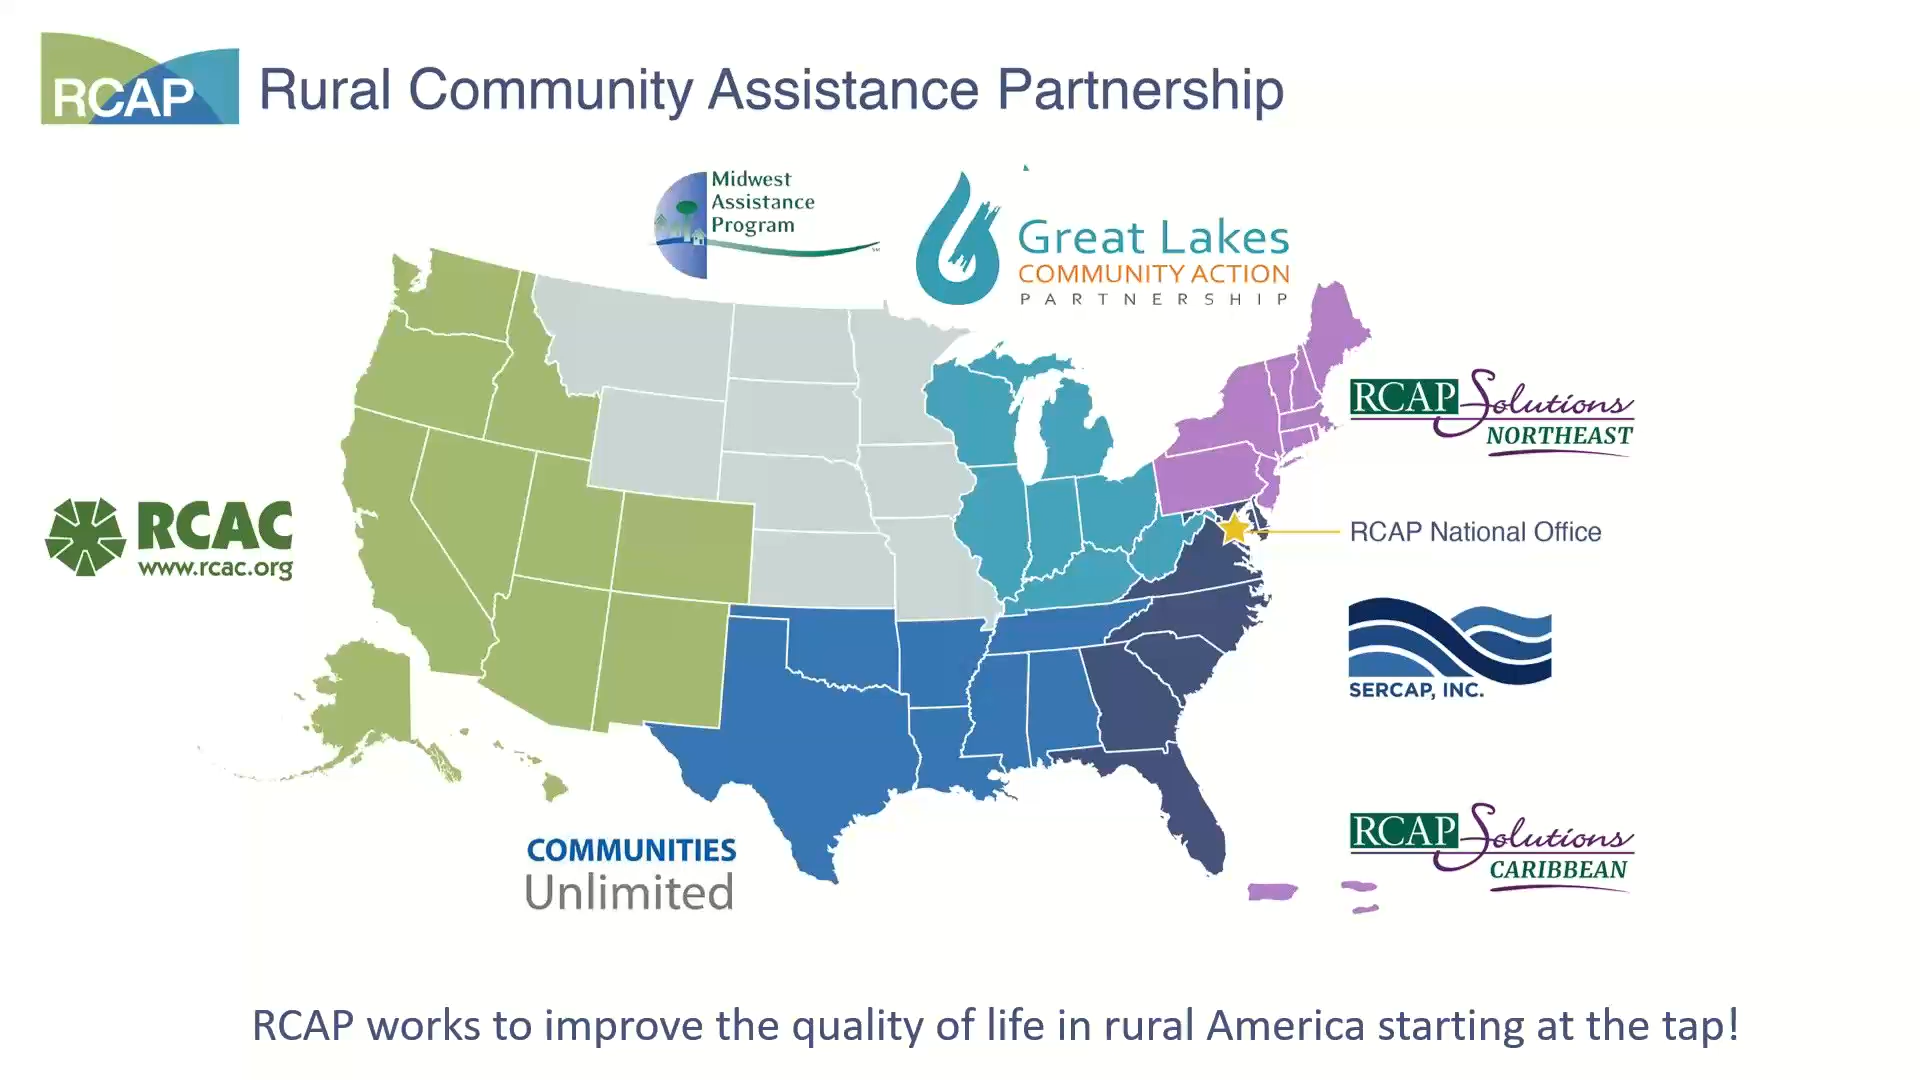 RCAP
Rural Community Assistance Partnership
Midwest
Assistance
Program
Great Lakes
COMMUNITY ACTION
PARTNERSHIP
RCAP Solutions
NORTHEAST
RCAC
www.rcac.org
RCAP National Office
SERCAP, INC.
COMMUNITIES
Unlimited
RCAP Solutions
CARIBBEAN
RCAP works to improve the quality of life in rural America starting at the tap!